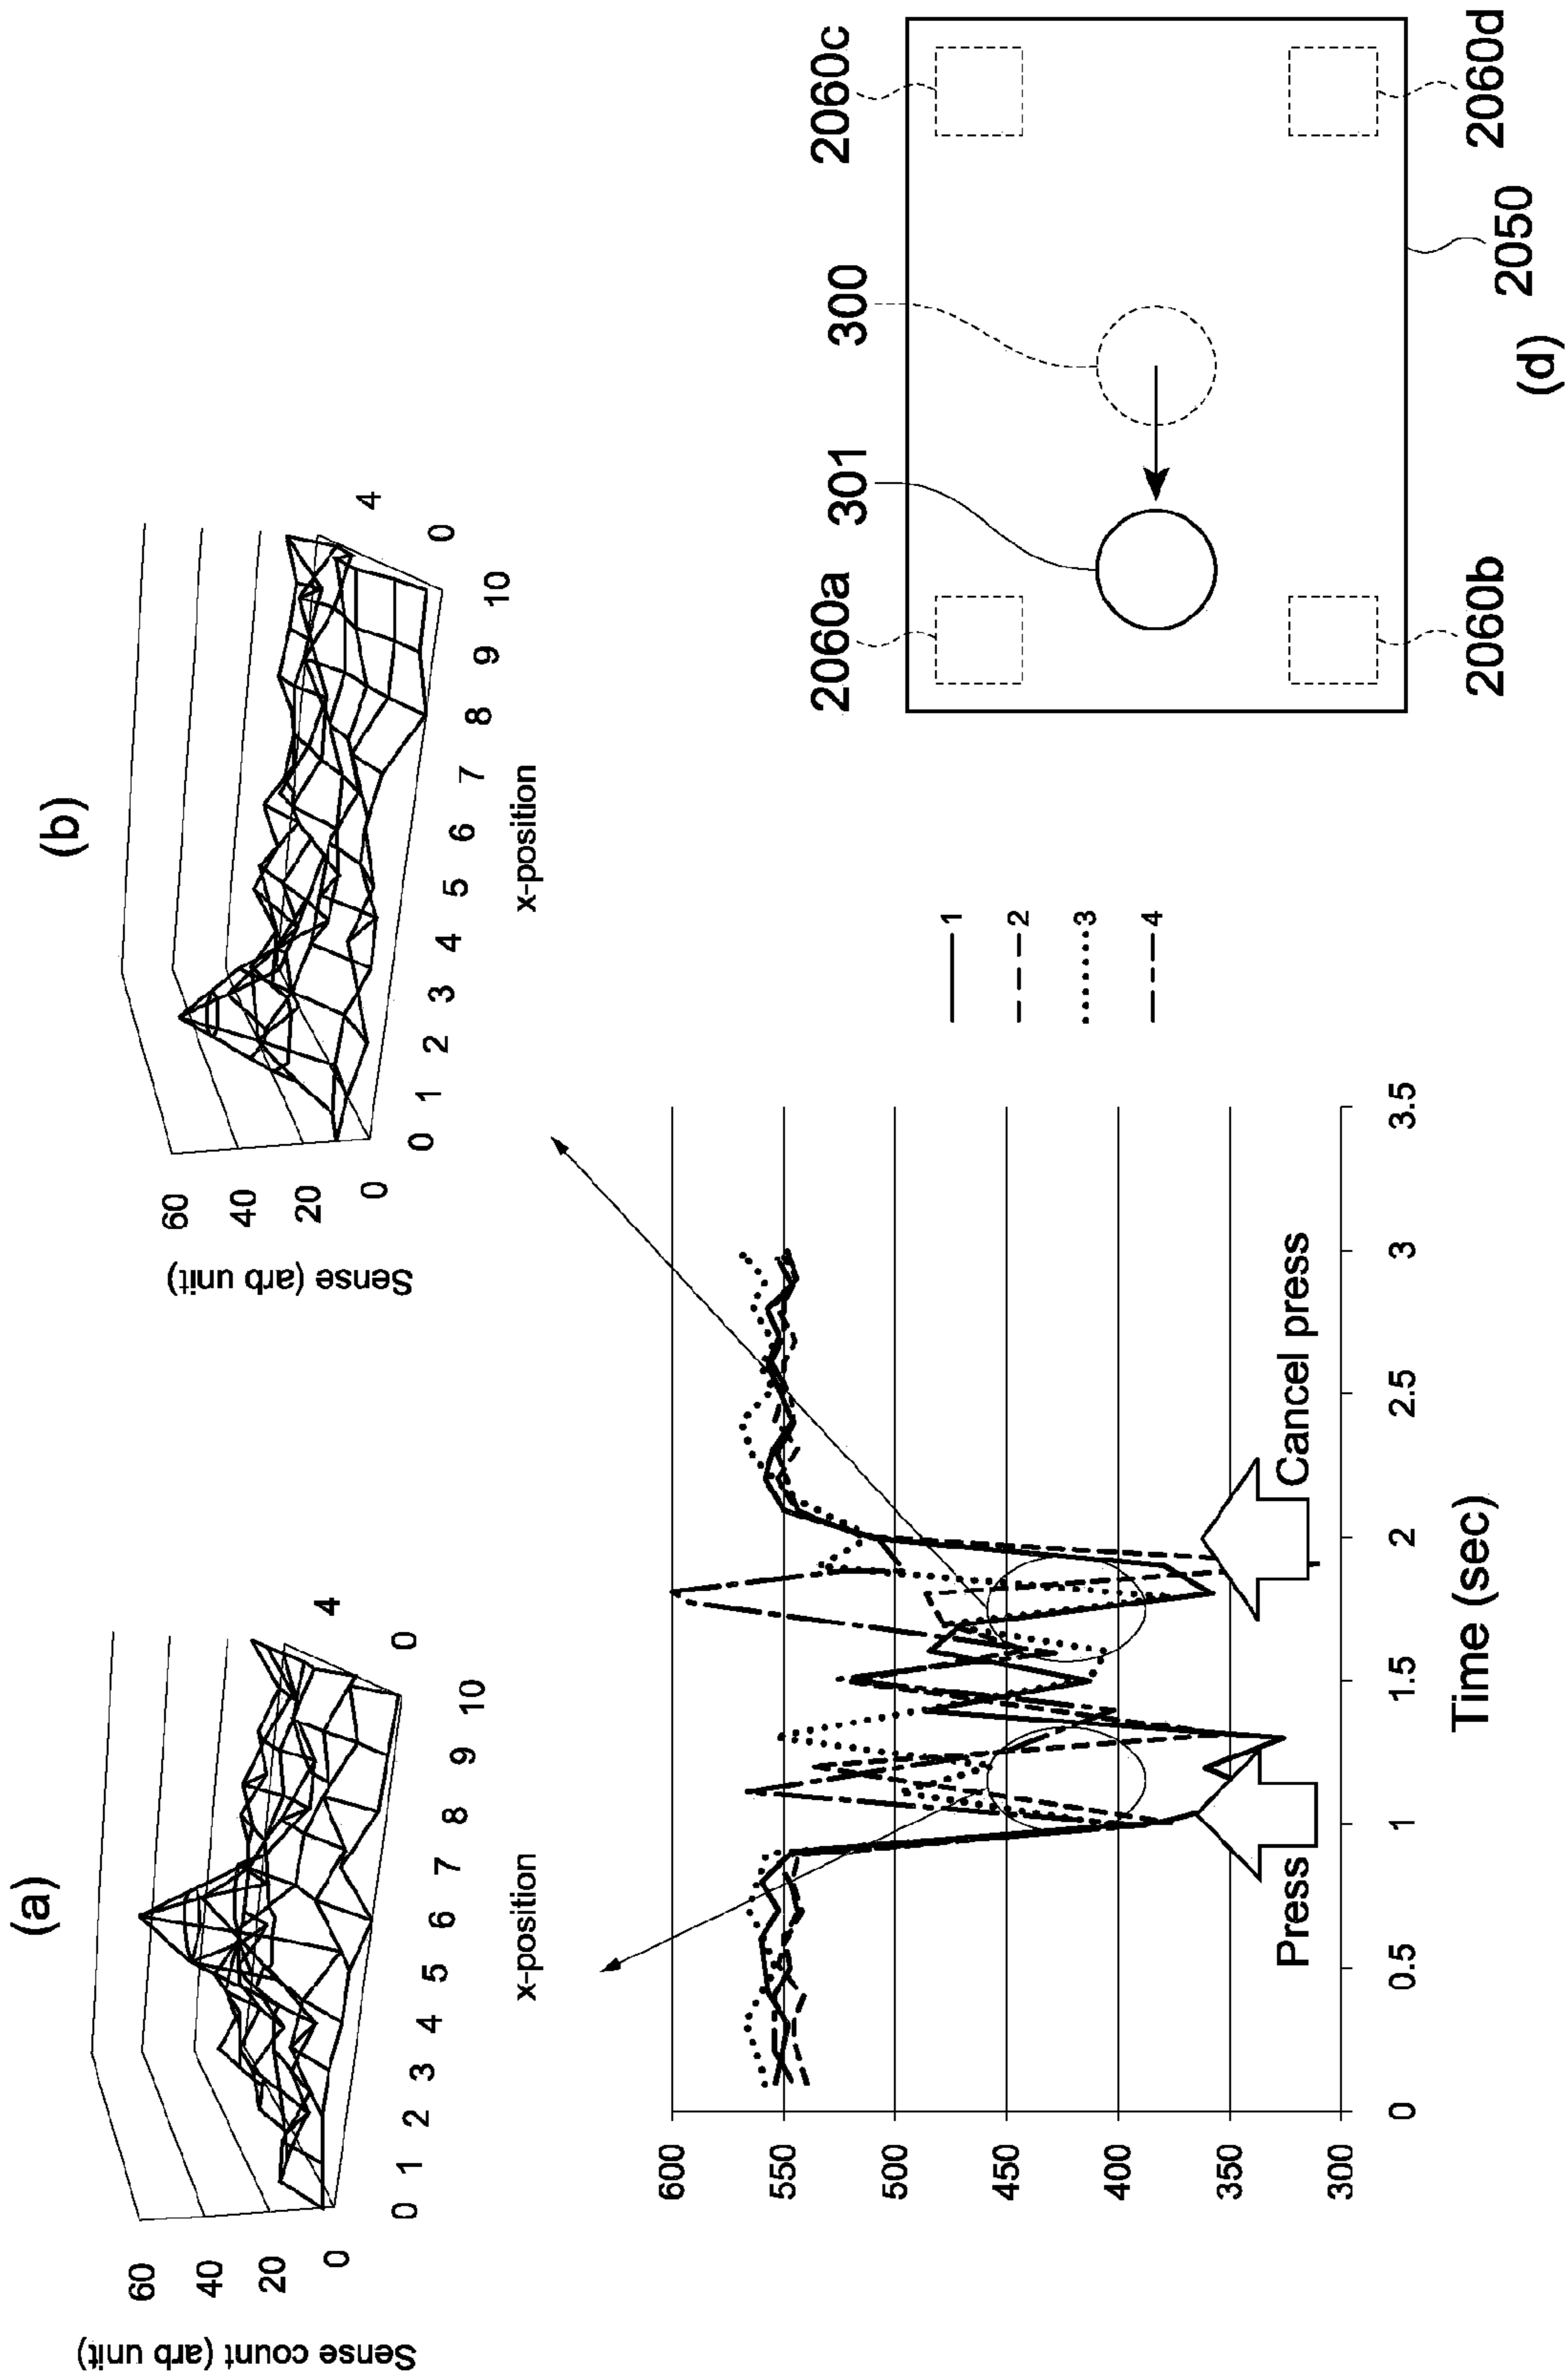 (a)
Sense count (arb unit)
60
40
20
0
0 1 2 3 4 5 6 7 8 9 10
0 4
x-position
(b)
Sense (arb unit)
60
40
20
0
0 1 2 3 4 5 6 7 8 9 10
0 4
x-position
600
550
500
450
400
350
300
0 0.5 1 1.5 2 2.5 3 3.5
Time (sec)
Press
Cancel press
1
2
3
4
2060a 301 300 2060c
2060b 2050 2060d
(d)